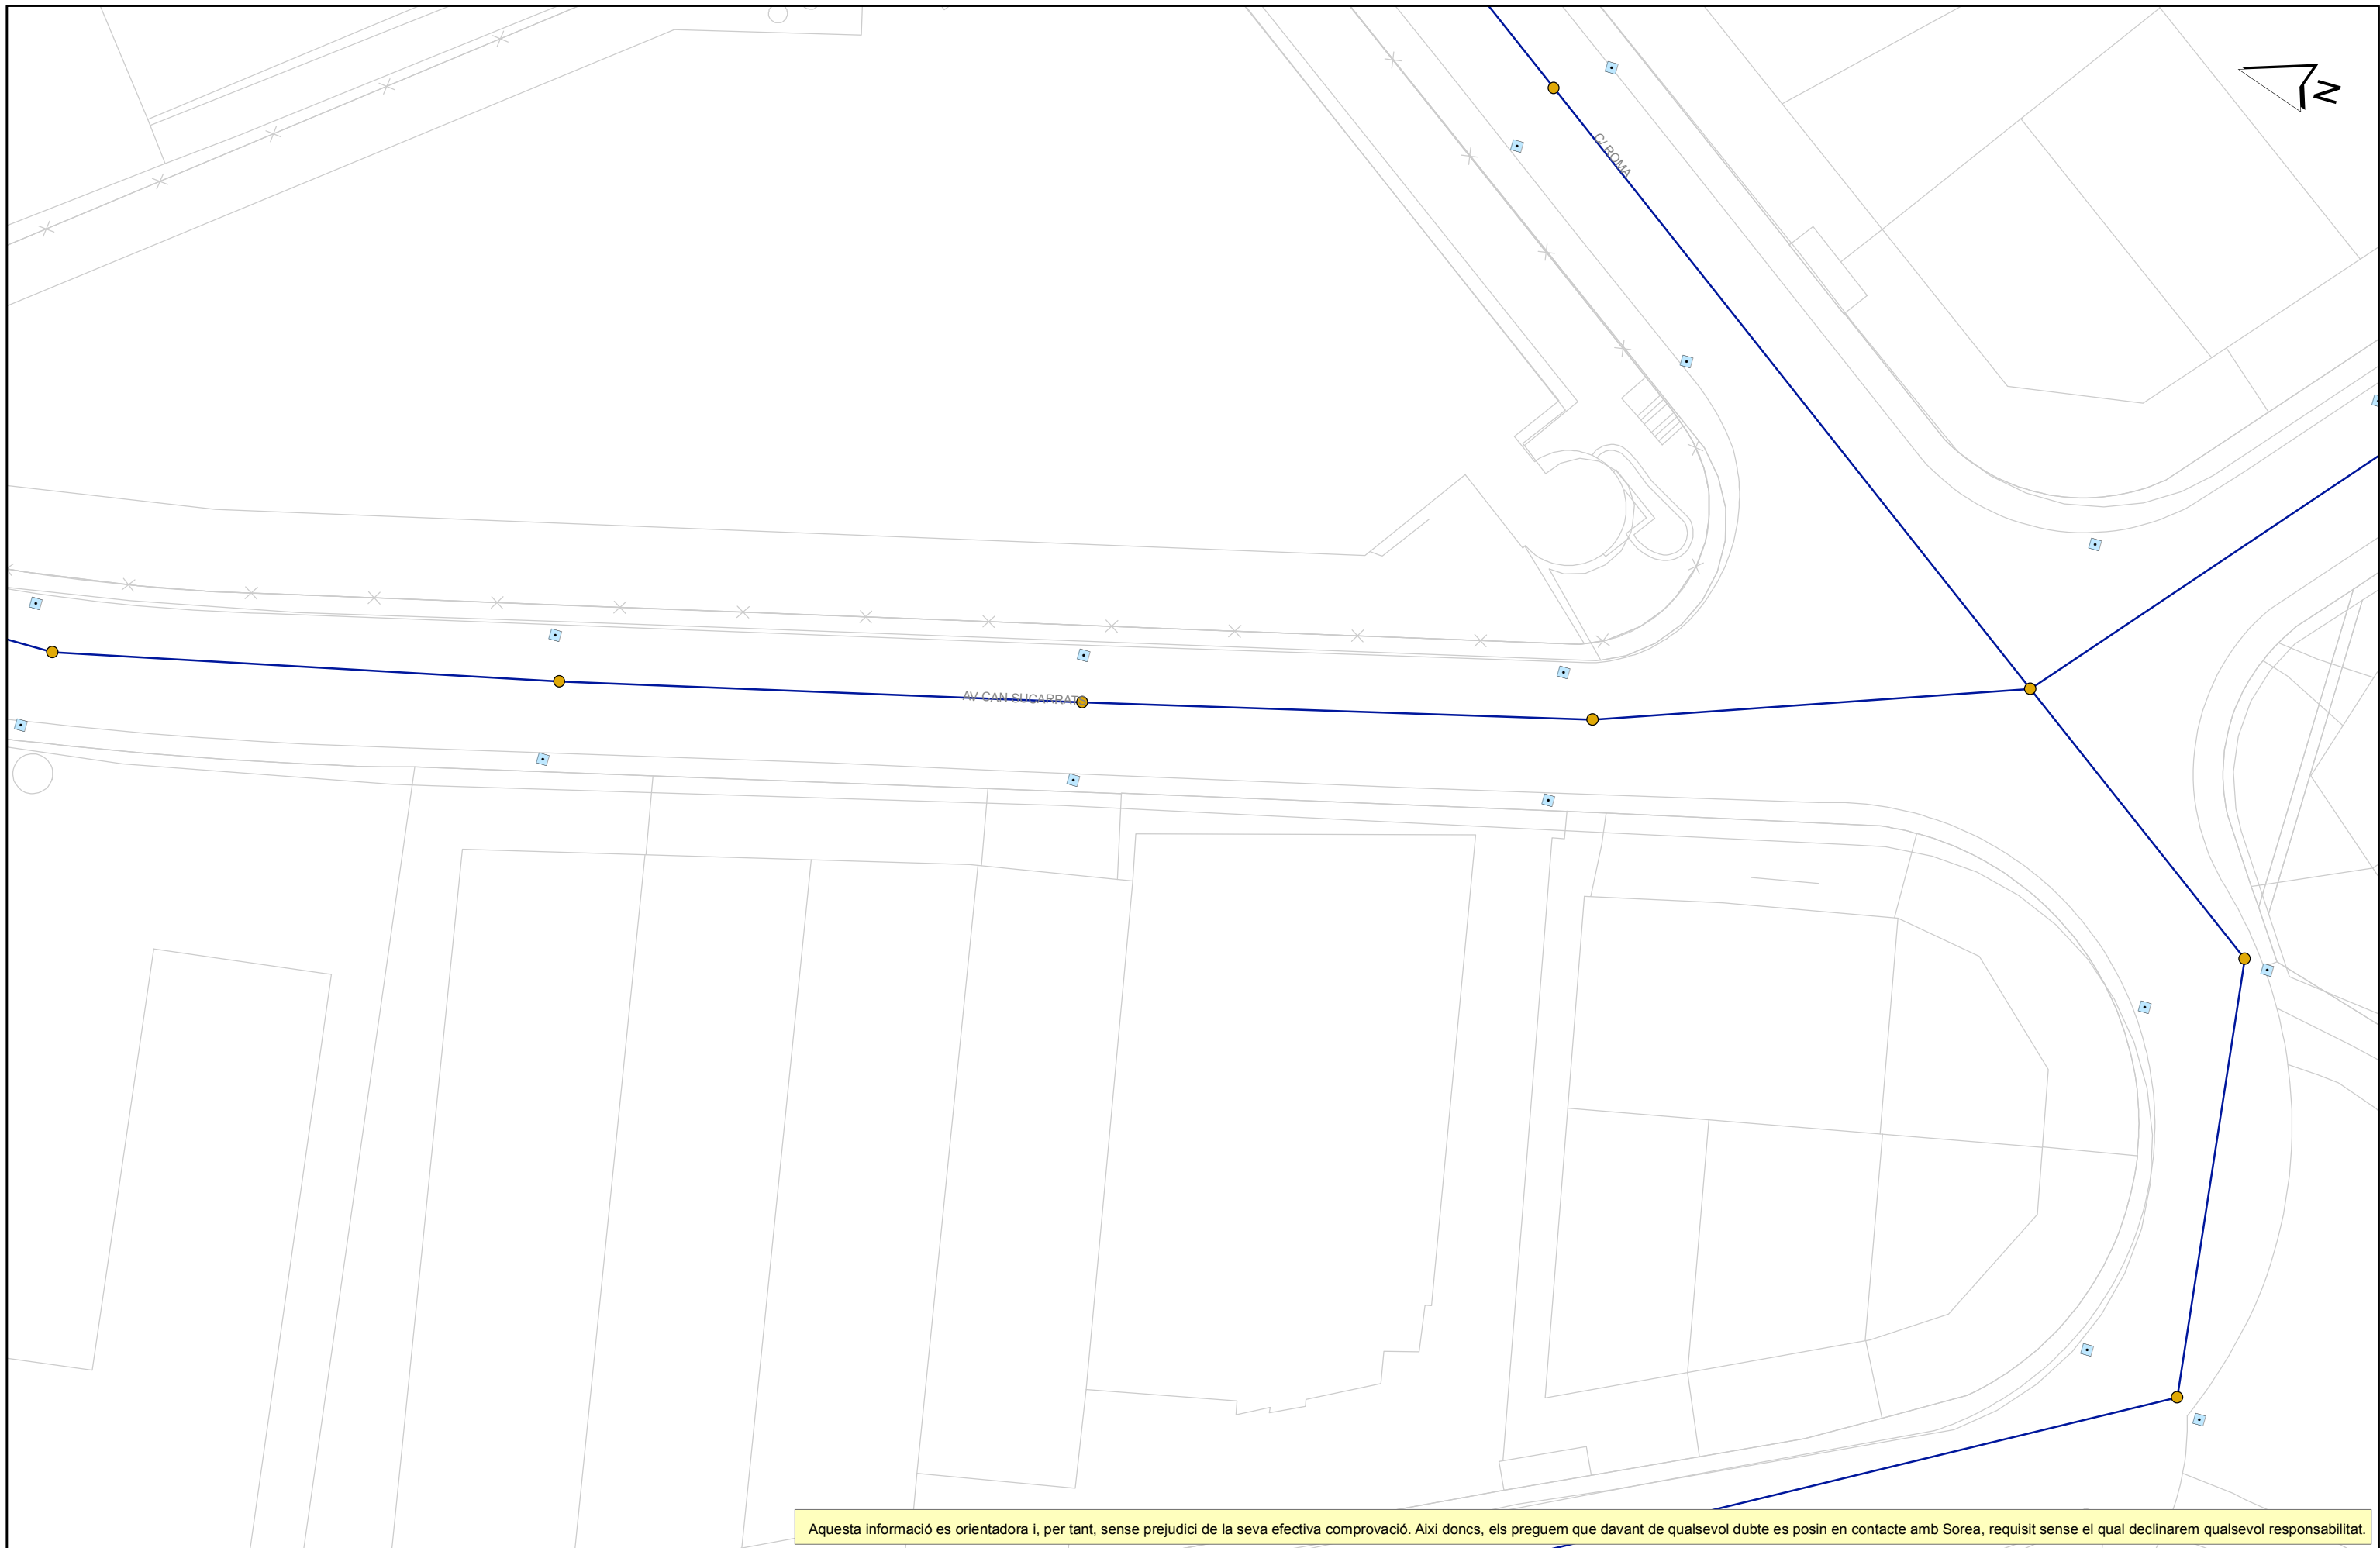 N
C/ ROMA
AV CAN SUCARRATS
Aquesta informació es orientadora i, per tant, sense prejudici de la seva efectiva comprovació. Aixi doncs, els preguem que davant de qualsevol dubte es posin en contacte amb Sorea, requisit sense el qual declinarem qualsevol responsabilitat.